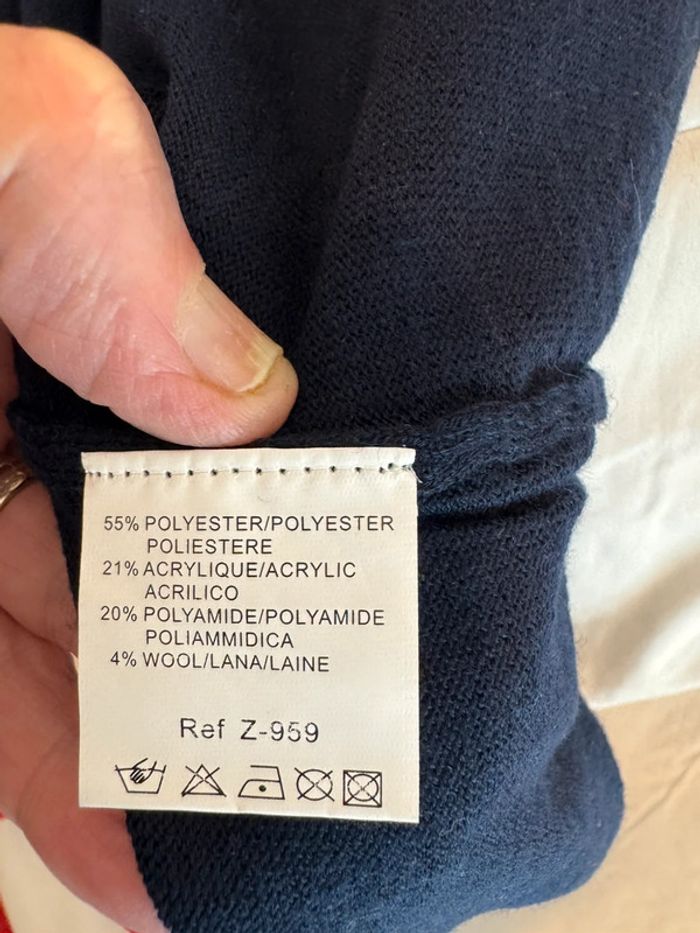 55% POLYESTER/POLYESTER
POLIESTERE
21% ACRYLIQUE/ACRYLIC
ACRILICO
20% POLYAMIDE/POLYAMIDE
POLIAMMIDICA
4% WOOL/LANA/LAINE
Ref Z-959